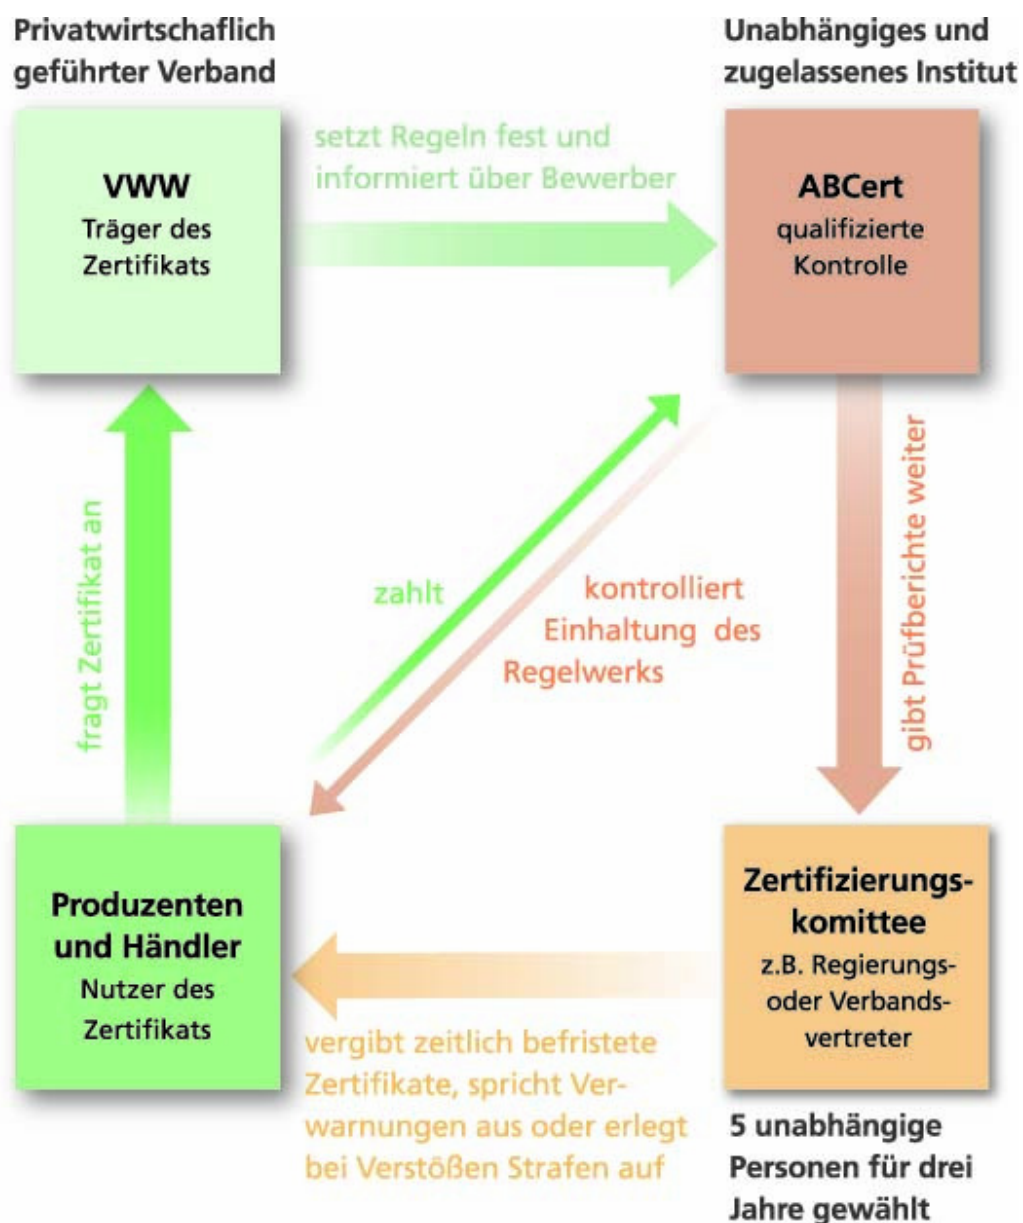 Privatwirtschaflich
geführter Verband
Unabhängiges und
zugelassenes Institut
VWW
Träger des
Zertifikats
setzt Regeln fest und
informiert über Bewerber
ABCert
qualifizierte
Kontrolle
fragt Zertifikat an
zahlt
kontrolliert
Einhaltung des
Regelwerks
gibt Prüfberichte weiter
Produzenten
und Händler
Nutzer des
Zertifikats
vergibt zeitlich befristete
Zertifikate, spricht Ver-
warnungen aus oder erlegt
bei Verstößen Strafen auf
Zertifizierungs-
komittee
z.B. Regierungs-
oder Verbands-
vertreter
5 unabhängige
Personen für drei
Jahre gewählt